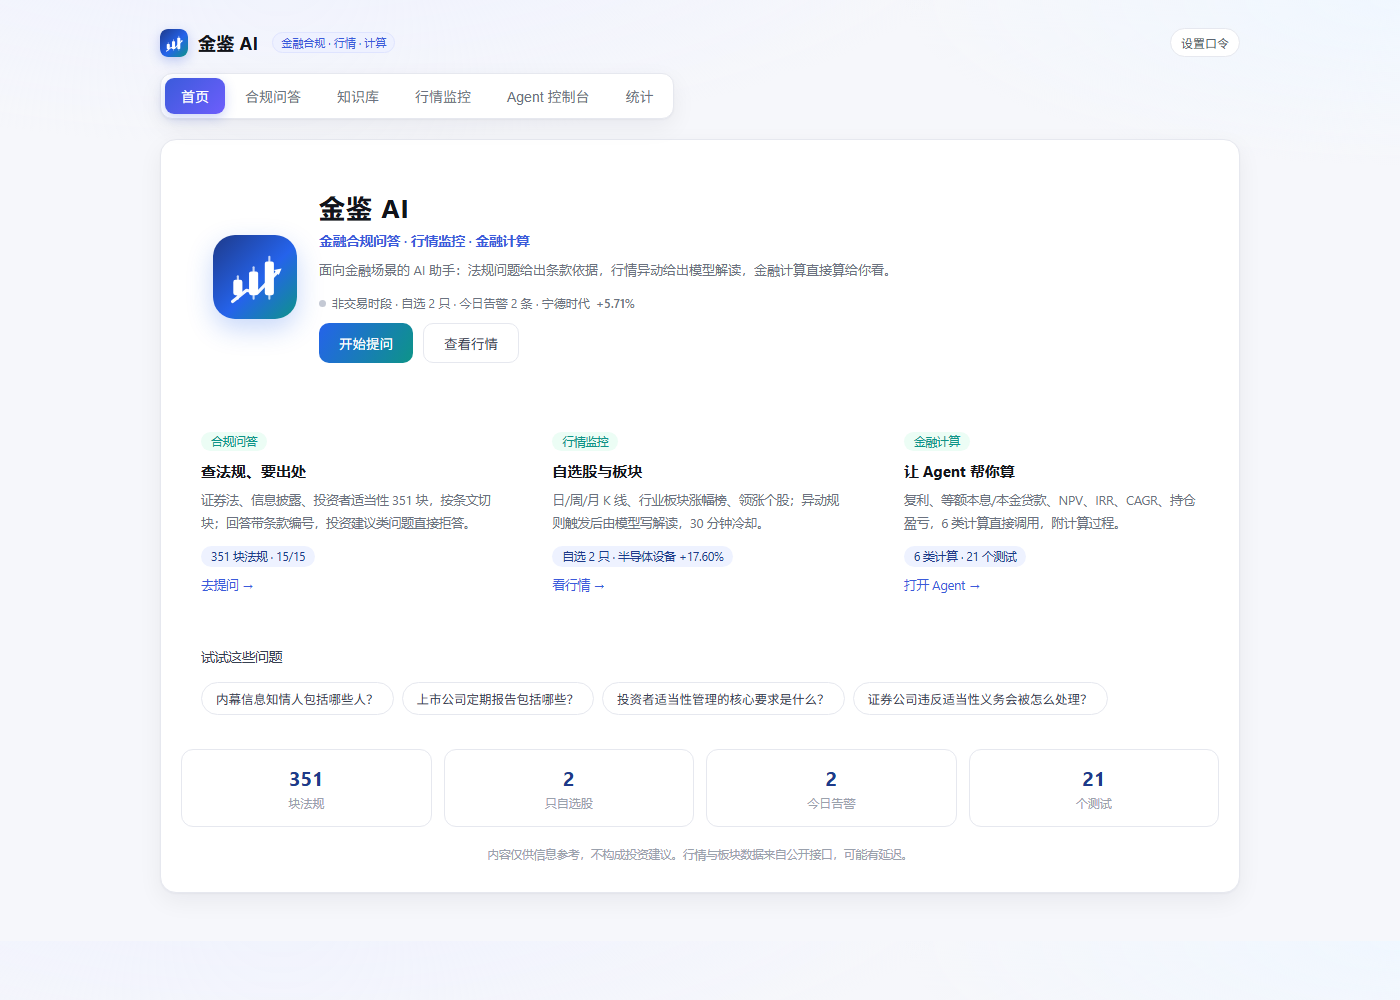 金鉴 AI
金融合规 · 行情 · 计算
设置口令
首页
合规问答
知识库
行情监控
Agent 控制台
统计
金鉴 AI
金融合规问答 · 行情监控 · 金融计算
面向金融场景的 AI 助手：法规问题给出条款依据，行情异动给出模型解读，金融计算直接算给你看。
非交易时段 · 自选 2 只 · 今日告警 2 条 · 宁德时代 +5.71%
开始提问
查看行情
合规问答
查法规、要出处
证券法、信息披露、投资者适当性 351 块，按条文切
块；回答带条款编号，投资建议类问题直接拒答。
351 块法规 · 15/15
去提问 →
行情监控
自选股与板块
日/周/月 K 线、行业板块涨幅榜、领涨个股；异动规
则触发后由模型写解读，30 分钟冷却。
自选 2 只 · 半导体设备 +17.60%
看行情 →
金融计算
让 Agent 帮你算
复利、等额本息/本金贷款、NPV、IRR、CAGR、持仓
盈亏，6 类计算直接调用，附计算过程。
6 类计算 · 21 个测试
打开 Agent →
试试这些问题
内幕信息知情人包括哪些人？
上市公司定期报告包括哪些？
投资者适当性管理的核心要求是什么？
证券公司违反适当性义务会被怎么处理？
351
块法规
2
只自选股
2
今日告警
21
个测试
内容仅供信息参考，不构成投资建议。行情与板块数据来自公开接口，可能有延迟。